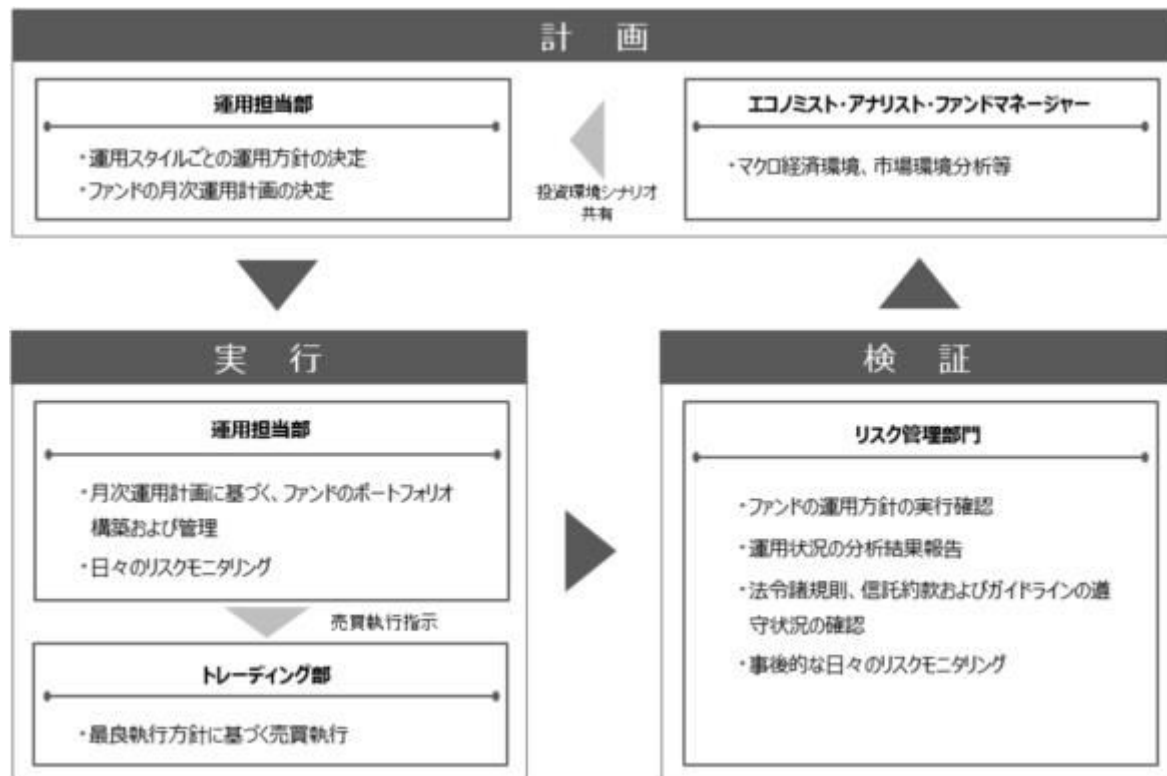 計 画
運用担当部
・運用スタイルごとの運用方針の決定
・ファンドの月次運用計画の決定
投資環境シナリオ
共有
エコノミスト・アナリスト・ファンドマネージャー
・マクロ経済環境、市場環境分析等
実 行
運用担当部
・月次運用計画に基づく、ファンドのポートフォリオ
構築および管理
・日々のリスクモニタリング
売買執行指示
トレーディング部
・最良執行方針に基づく売買執行
検 証
リスク管理部門
・ファンドの運用方針の実行確認
・運用状況の分析結果報告
・法令諸規則、信託約款およびガイドラインの遵
守状況の確認
・事後的な日々のリスクモニタリング